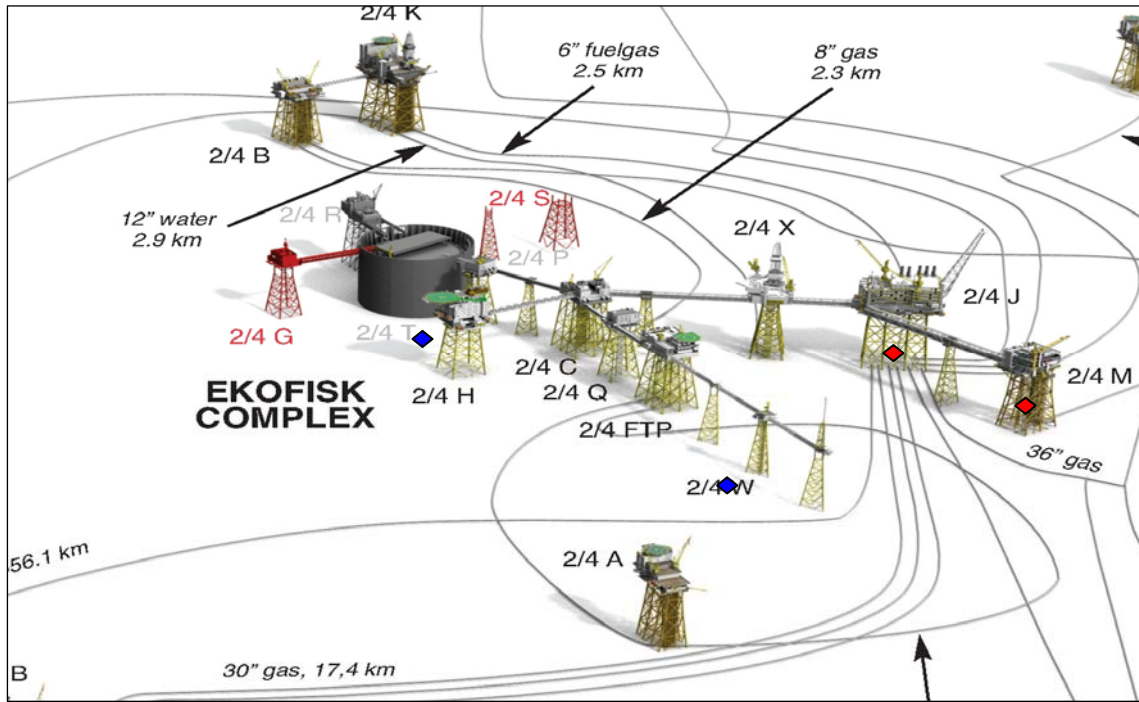 2/4 K
6” fuelgas
2.5 km
8” gas
2.3 km
2/4 B
12” water
2.9 km
2/4 R
2/4 S
2/4 P
2/4 X
2/4 J
2/4 G
2/4 T
2/4 H
2/4 C
2/4 Q
2/4 M
EKOFISK
COMPLEX
2/4 FTP
36” gas
2/4 W
56.1 km
2/4 A
30” gas, 17,4 km
B